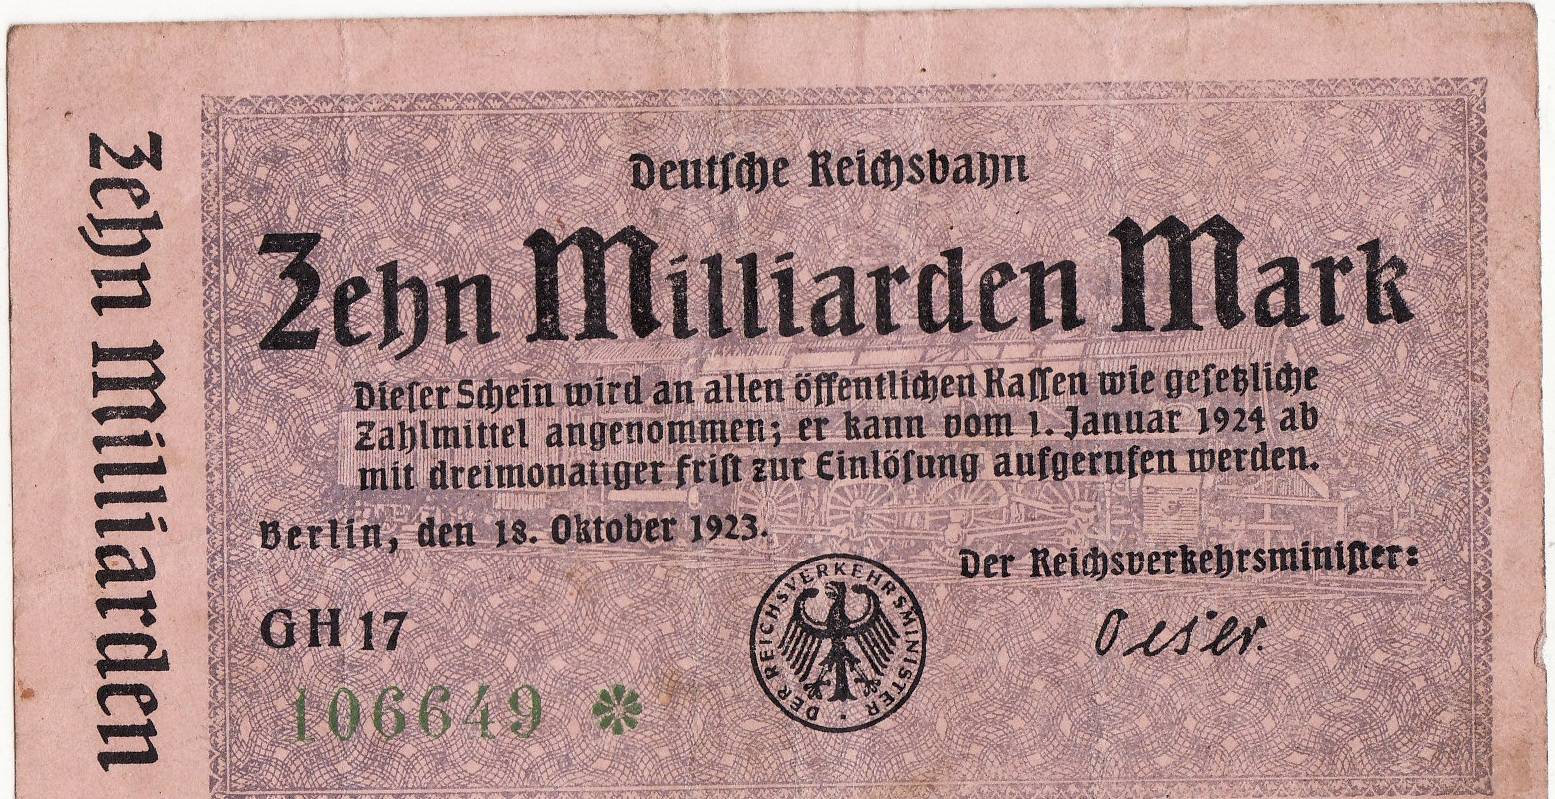 Deutsche Reichsbahn
Zehn Milliarden Mark
Dieser Schein wird an allen öffentlichen Kassen wie gesetzliche
Zahlmittel angenommen; er kann vom 1. Januar 1924 ab
mit dreimonatiger Frist zur Einlösung aufgerufen werden.
Berlin, den 18. Oktober 1923.
Der Reichsverkehrsminister:
GH 17
Oeser.
106649
DER REICHSVERKEHRSMINISTER
Zehn Milliarden